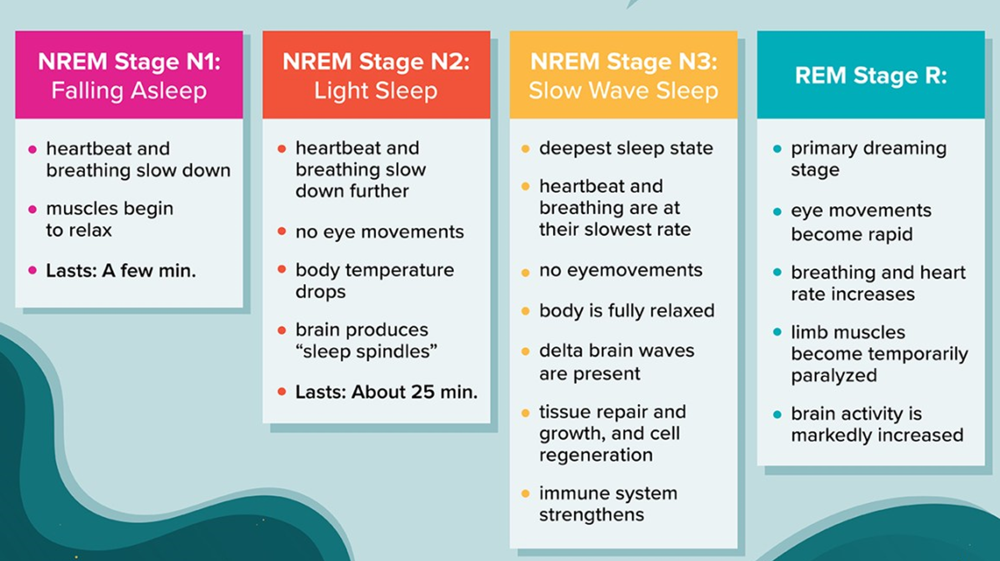 NREM Stage N1:
Falling Asleep
• heartbeat and
breathing slow down
• muscles begin
to relax
• Lasts: A few min.
NREM Stage N2:
Light Sleep
• heartbeat and
breathing slow
down further
• no eye movements
• body temperature
drops
• brain produces
“sleep spindles”
• Lasts: About 25 min.
NREM Stage N3:
Slow Wave Sleep
• deepest sleep state
• heartbeat and
breathing are at
their slowest rate
• no eyemovements
• body is fully relaxed
• delta brain waves
are present
• tissue repair and
growth, and cell
regeneration
• immune system
strengthens
REM Stage R:
• primary dreaming
stage
• eye movements
become rapid
• breathing and heart
rate increases
• limb muscles
become temporarily
paralyzed
• brain activity is
markedly increased